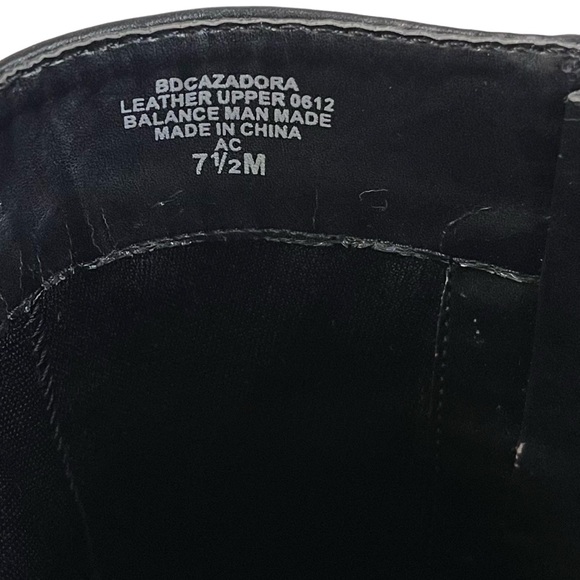 BDCAZADORA
LEATHER UPPER 0612
BALANCE MAN MADE
MADE IN CHINA
AC
7½M